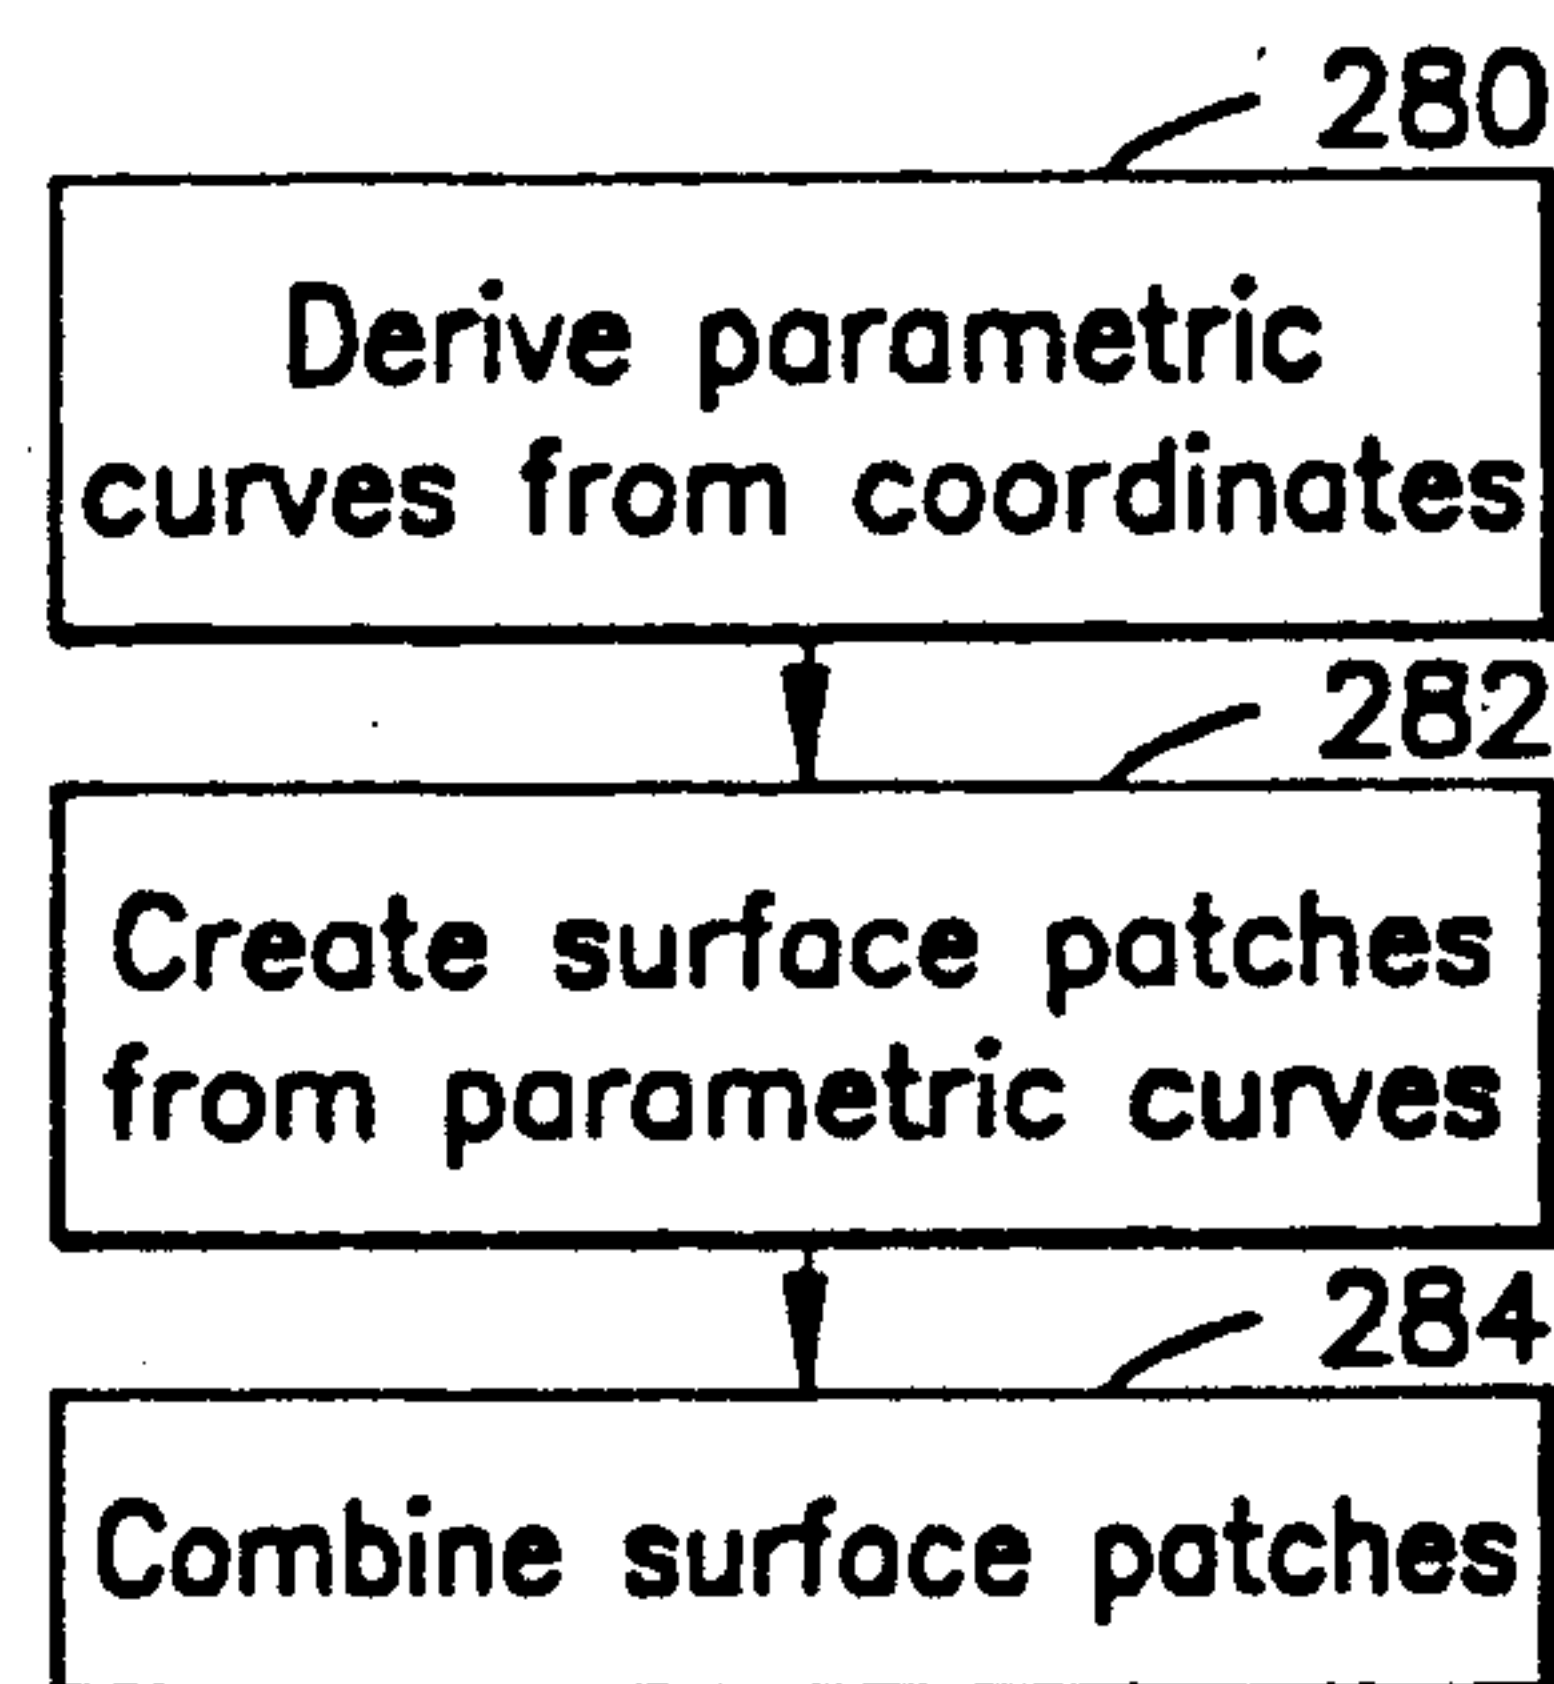 280
Derive parametric
curves from coordinates
282
Create surface patches
from parametric curves
284
Combine surface patches